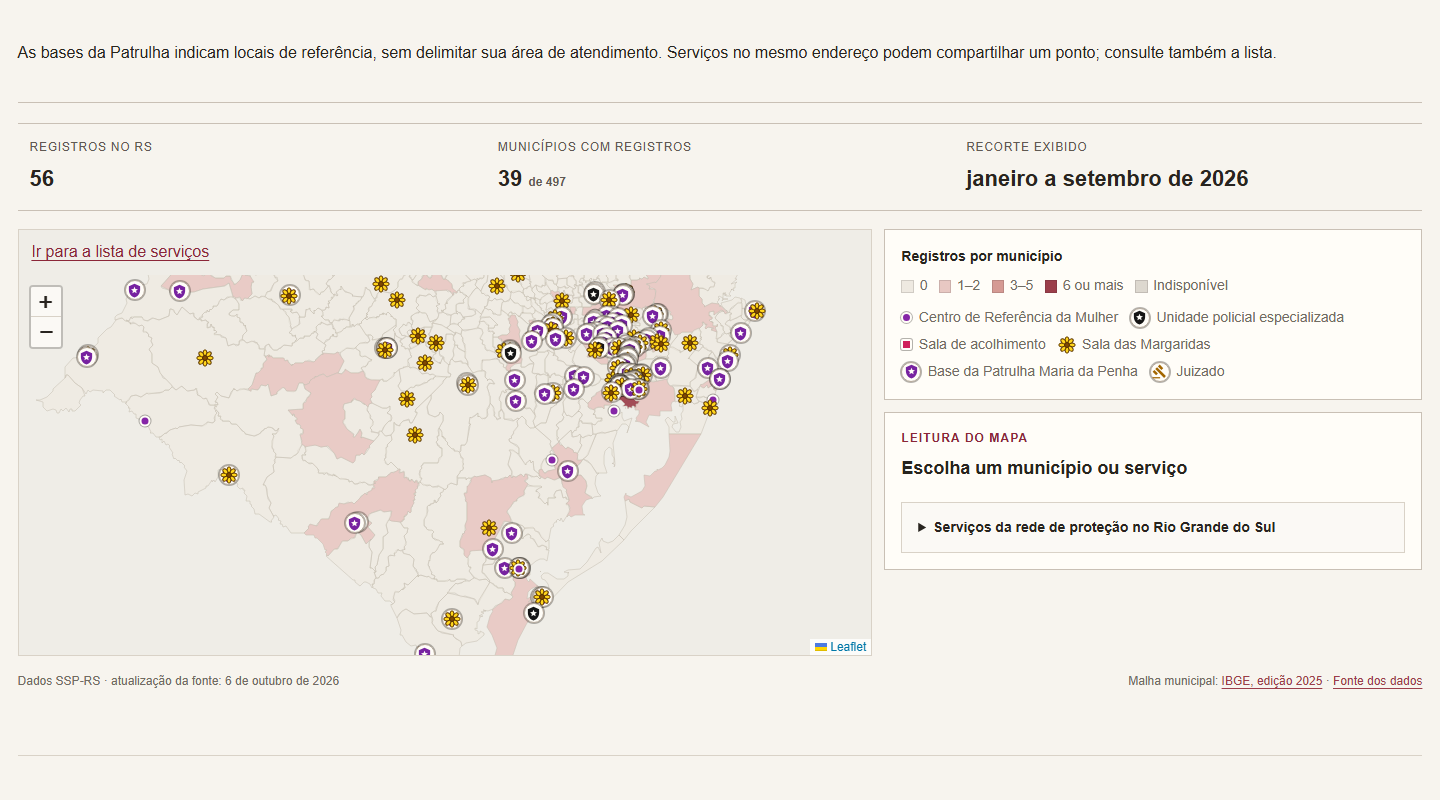 As bases da Patrulha indicam locais de referência, sem delimitar sua área de atendimento. Serviços no mesmo endereço podem compartilhar um ponto; consulte também a lista.
REGISTROS NO RS
56
MUNICÍPIOS COM REGISTROS
39 de 497
RECORTE EXIBIDO
janeiro a setembro de 2026
Ir para a lista de serviços
+
−
Leaflet
Registros por município
0 1–2 3–5 6 ou mais Indisponível
Centro de Referência da Mulher Unidade policial especializada
Sala de acolhimento Sala das Margaridas
Base da Patrulha Maria da Penha Juizado
LEITURA DO MAPA
Escolha um município ou serviço
▶ Serviços da rede de proteção no Rio Grande do Sul
Dados SSP-RS · atualização da fonte: 6 de outubro de 2026
Malha municipal: IBGE, edição 2025 · Fonte dos dados